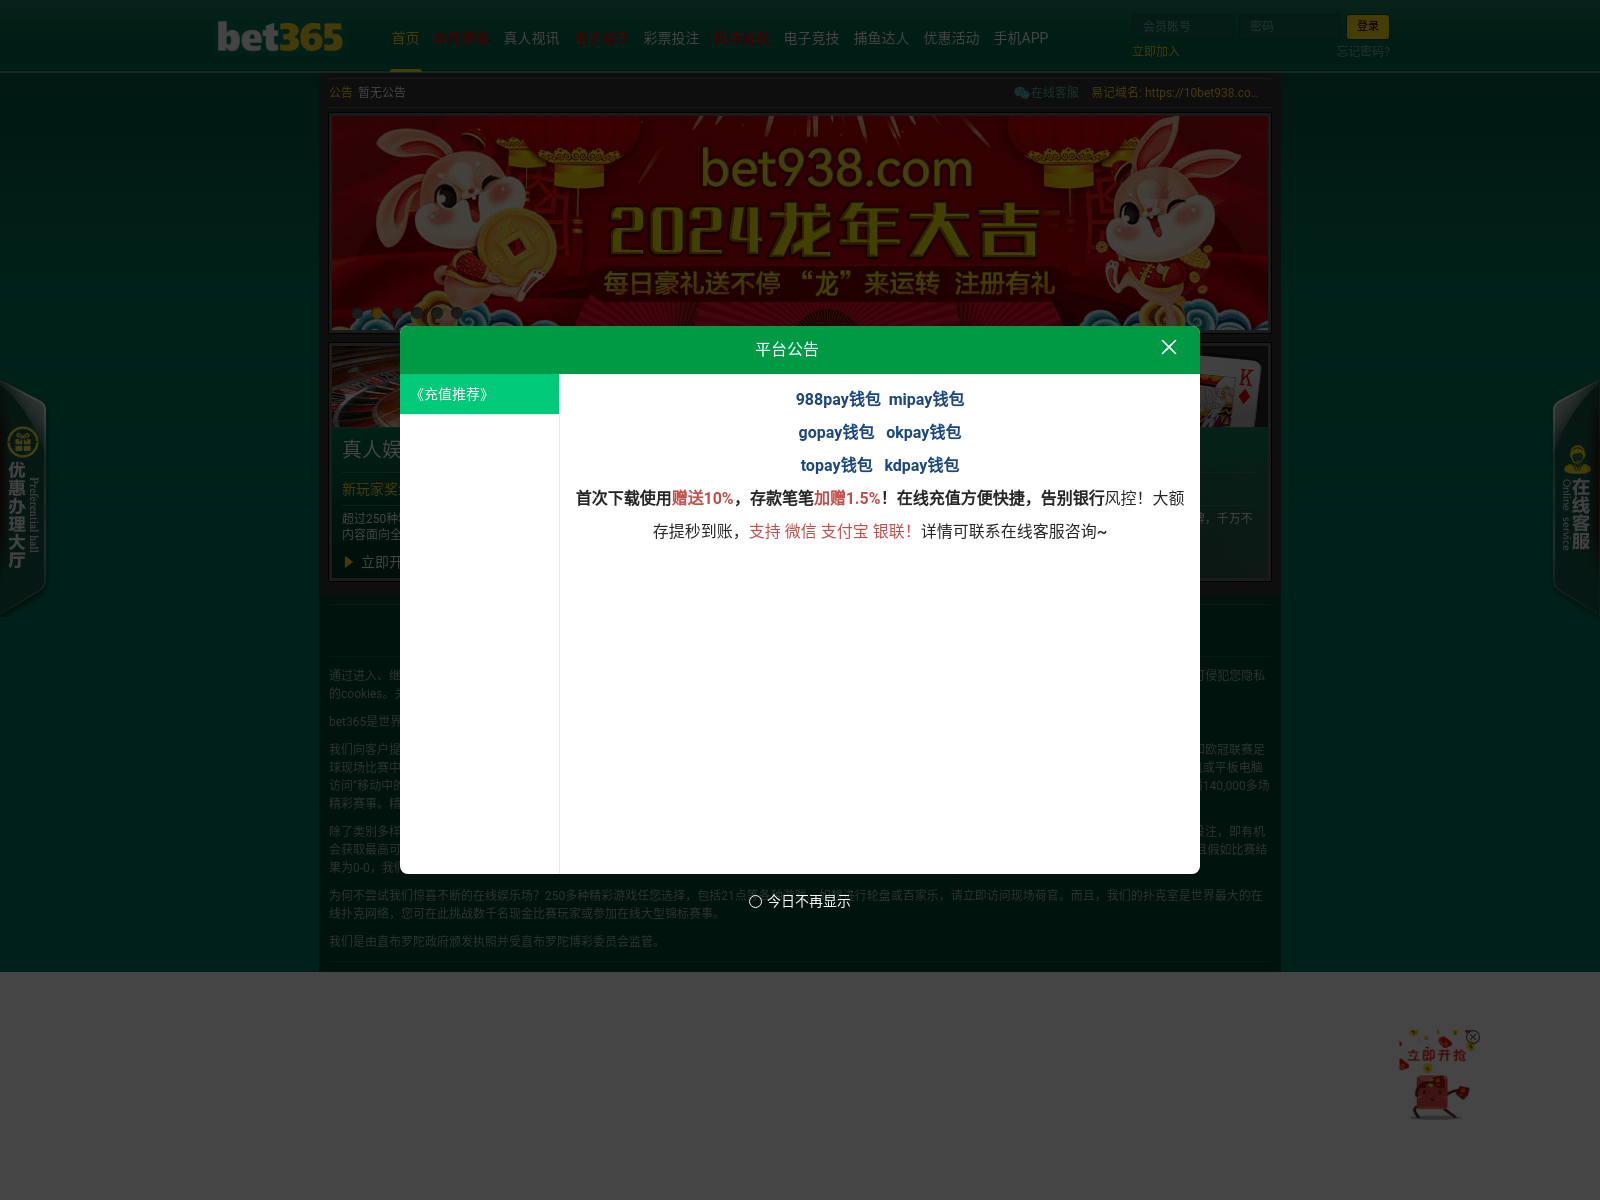 bet365
首页
真人视讯
彩票投注
电子竞技
捕鱼达人
优惠活动
手机APP
会员账号
密码
登录
立即加入
忘记密码?
公告 暂无公告
在线客服
易记域名: https://10bet938.co...
bet938.com
2024龙年大吉
每日豪礼送不停 “龙”来运转 注册有礼
平台公告
《充值推荐》
988pay钱包 mipay钱包
gopay钱包 okpay钱包
topay钱包 kdpay钱包
首次下载使用赠送10%，存款笔笔加赠1.5%！在线充值方便快捷，告别银行风控！大额
存提秒到账，支持 微信 支付宝 银联！详情可联系在线客服咨询~
今日不再显示
优惠办理大厅
Preferential hall
在线客服
Online service
真人娱
新玩家奖
超过250种
内容面向全
立即开
牌，千万不
K
通过进入、继
可侵犯您隐私
的cookies。
bet365是世界
我们向客户提
和欧冠联赛足
球现场比赛中
或平板电脑
访问“移动中的
140,000多场
精彩赛事。精
除了类别多样
投注，即有机
会获取最高可
且假如比赛结
果为0-0，我们
为何不尝试我们惊喜不断的在线娱乐场？250多种精彩游戏任您选择，包括21点等各种游戏。如想进行轮盘或百家乐，请立即访问现场荷官。而且，我们的扑克室是世界最大的在
线扑克网络，您可在此挑战数千名现金比赛玩家或参加在线大型锦标赛事。
我们是由直布罗陀政府颁发执照并受直布罗陀博彩委员会监管。
立即开抢